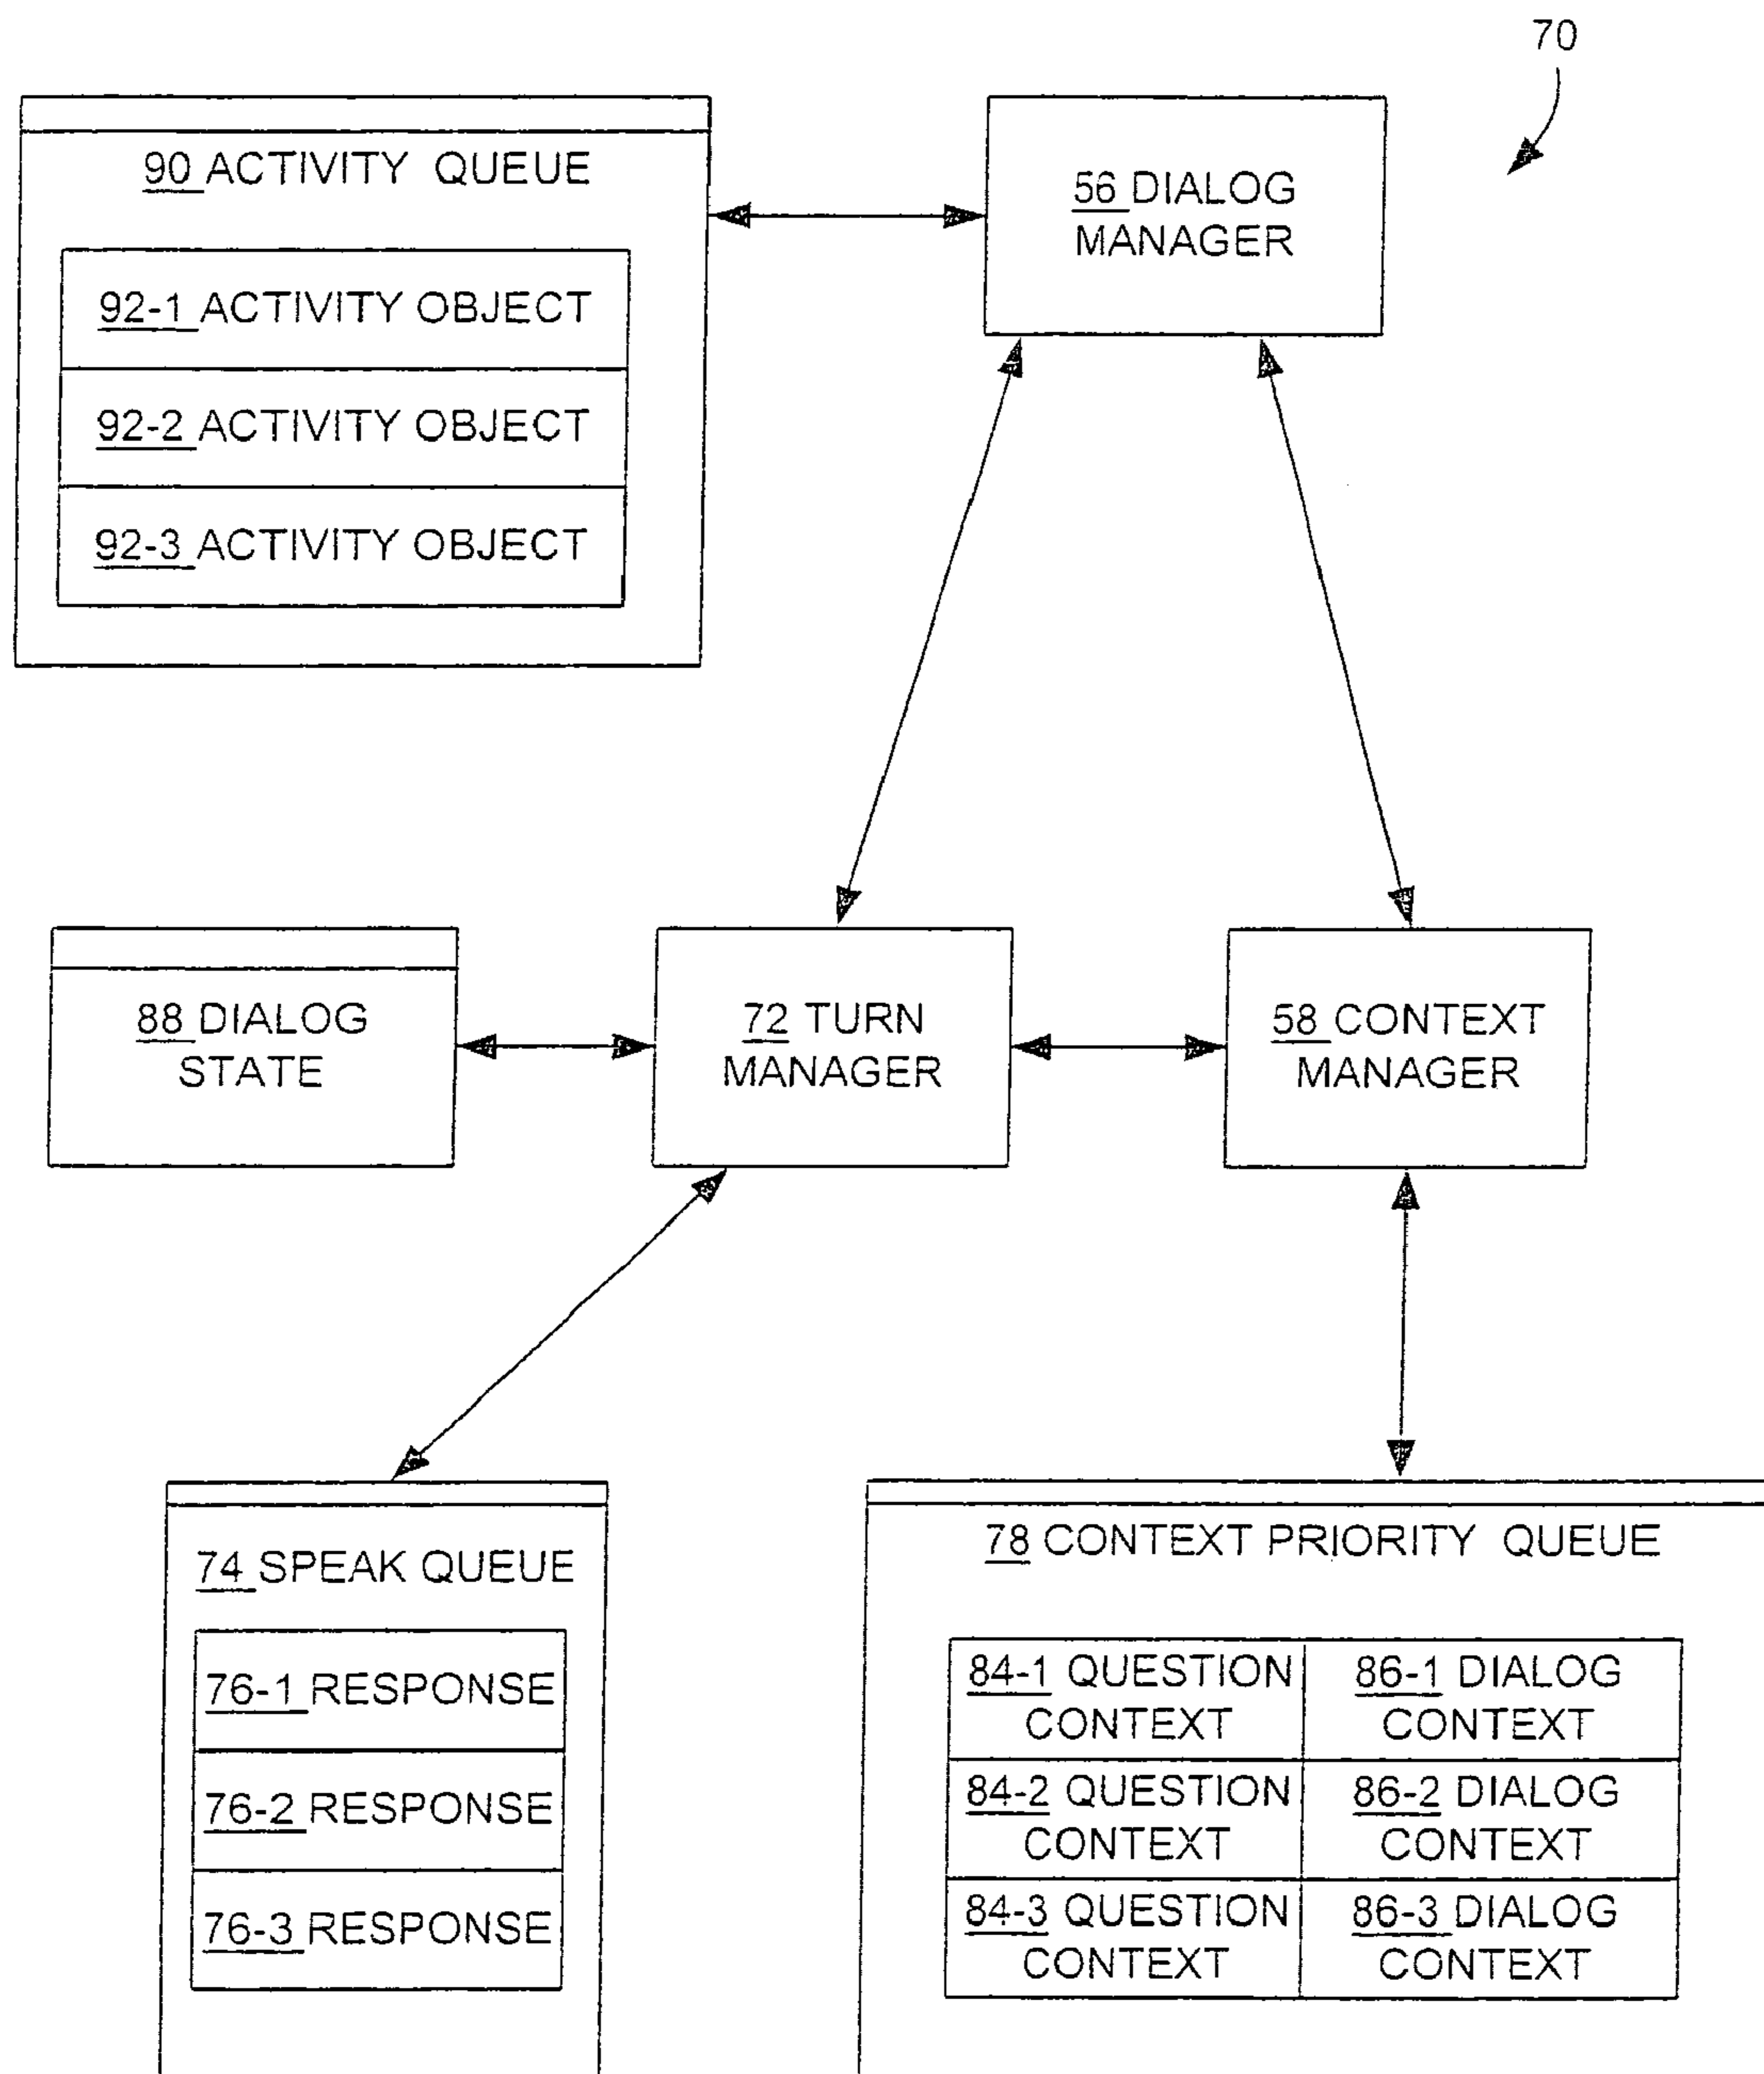 70
90 ACTIVITY QUEUE
92-1 ACTIVITY OBJECT
92-2 ACTIVITY OBJECT
92-3 ACTIVITY OBJECT
56 DIALOG
MANAGER
88 DIALOG
STATE
72 TURN
MANAGER
58 CONTEXT
MANAGER
74 SPEAK QUEUE
76-1 RESPONSE
76-2 RESPONSE
76-3 RESPONSE
78 CONTEXT PRIORITY QUEUE
84-1 QUESTION
CONTEXT
86-1 DIALOG
CONTEXT
84-2 QUESTION
CONTEXT
86-2 DIALOG
CONTEXT
84-3 QUESTION
CONTEXT
86-3 DIALOG
CONTEXT